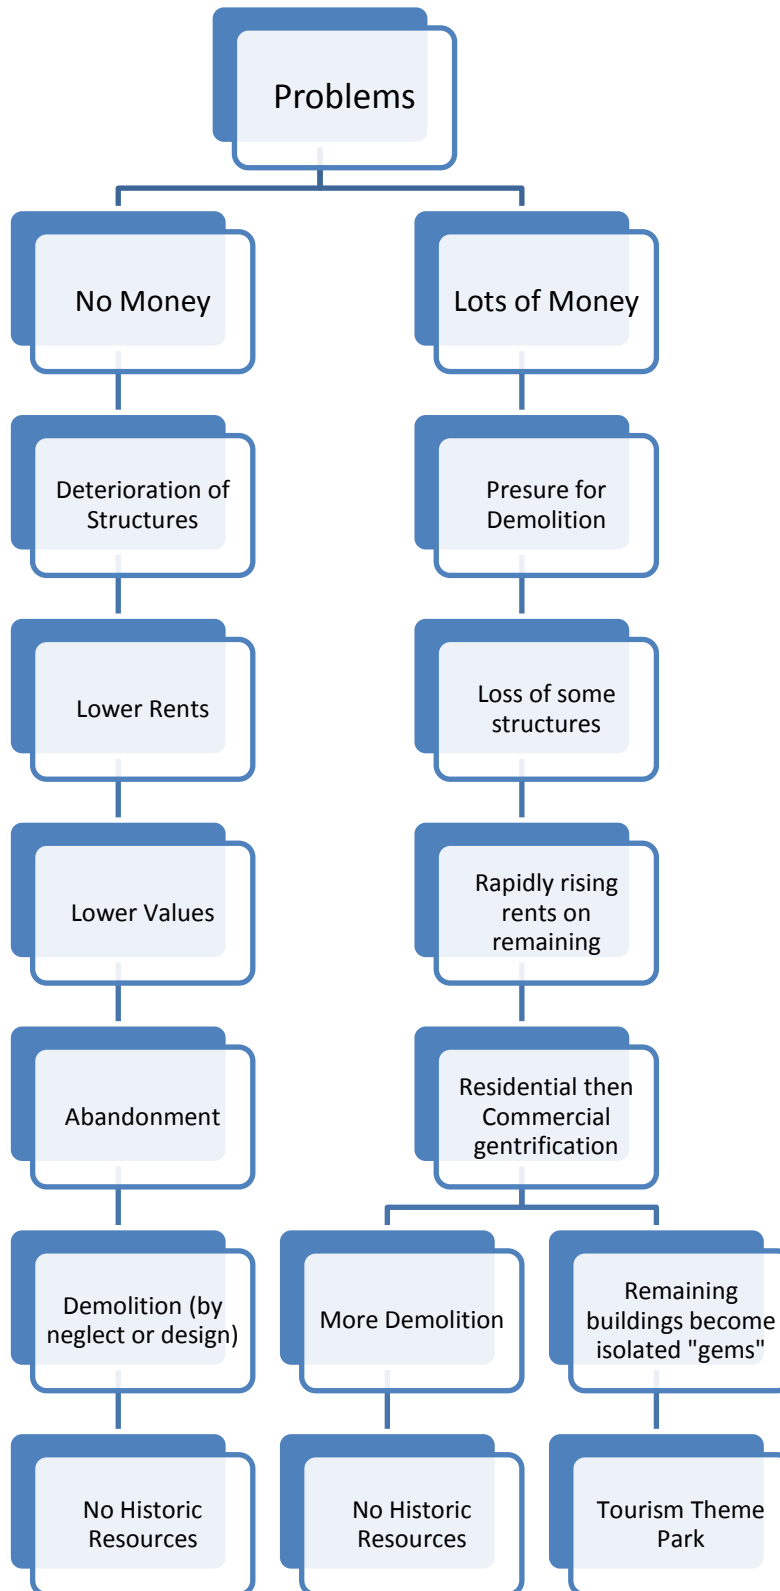 Problems
No Money
Lots of Money
Deterioration of
Structures
Presure for
Demolition
Lower Rents
Loss of some
structures
Lower Values
Rapidly rising
rents on
remaining
Abandonment
Residential then
Commercial
gentrification
Demolition (by
neglect or design)
More Demolition
Remaining
buildings become
isolated "gems"
No Historic
Resources
No Historic
Resources
Tourism Theme
Park